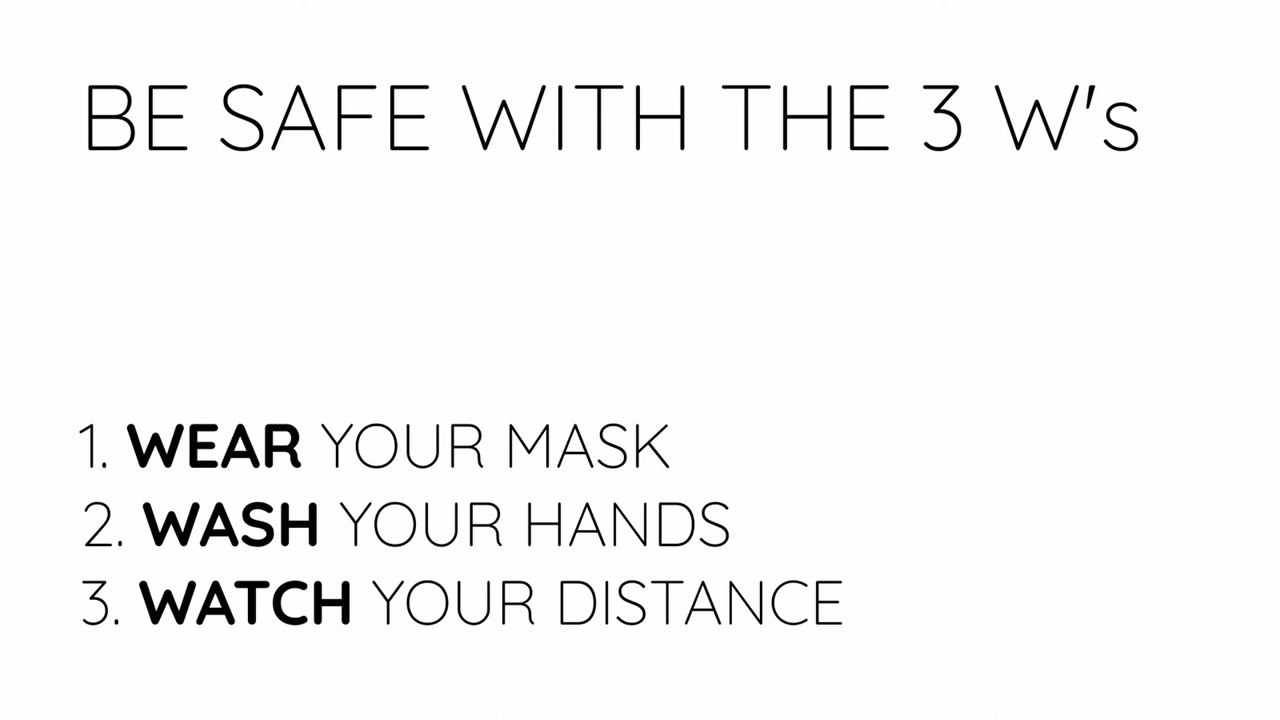 BE SAFE WITH THE 3 W's
1. WEAR YOUR MASK
2. WASH YOUR HANDS
3. WATCH YOUR DISTANCE